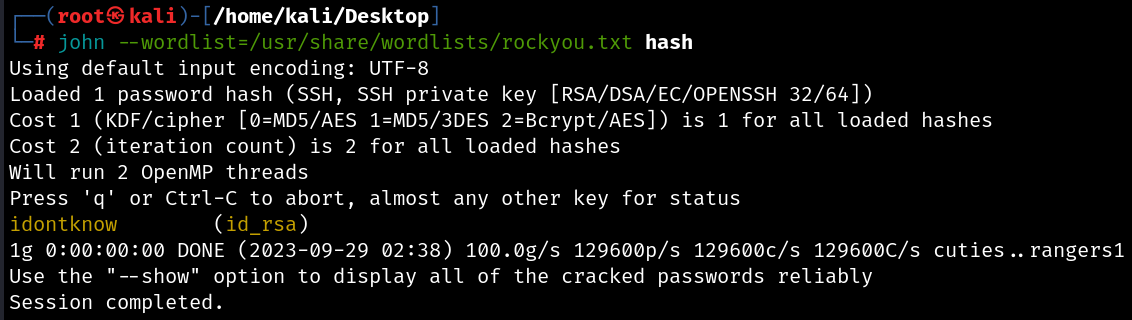 ┌──(root㉿kali)-[/home/kali/Desktop]
└─# john --wordlist=/usr/share/wordlists/rockyou.txt hash
Using default input encoding: UTF-8
Loaded 1 password hash (SSH, SSH private key [RSA/DSA/EC/OPENSSH 32/64])
Cost 1 (KDF/cipher [0=MD5/AES 1=MD5/3DES 2=Bcrypt/AES]) is 1 for all loaded hashes
Cost 2 (iteration count) is 2 for all loaded hashes
Will run 2 OpenMP threads
Press 'q' or Ctrl-C to abort, almost any other key for status
idontknow        (id_rsa)
1g 0:00:00:00 DONE (2023-09-29 02:38) 100.0g/s 129600p/s 129600c/s 129600C/s cuties..rangers1
Use the "--show" option to display all of the cracked passwords reliably
Session completed.